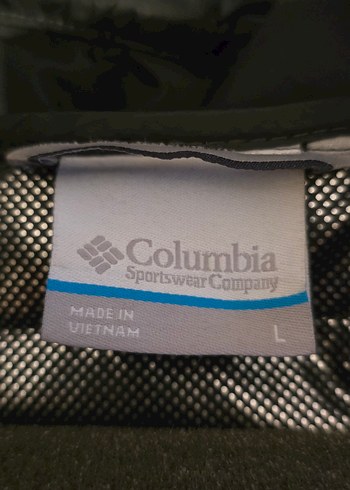 Columbia
Sportswear Company
MADE IN
VIETNAM
L